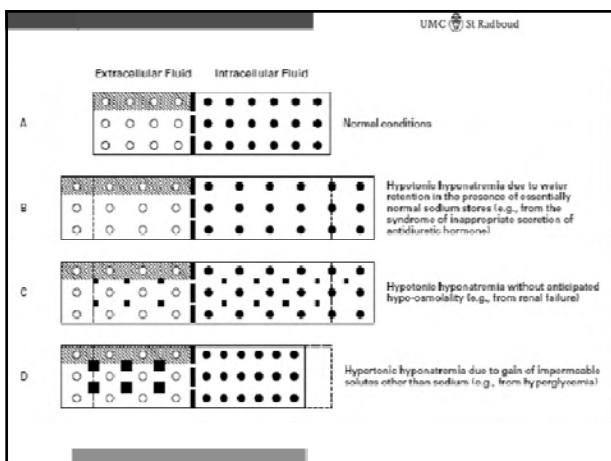 UMC St Radboud
Extracellular Fluid Intracellular Fluid
A
Normal conditions
B
Hypotonic hyponatremia due to water
retention in the presence of essentially
normal sodium stores (e.g., from the
syndrome of inappropriate secretion of
antidiuretic hormone)
C
Hypotonic hyponatremia without anticipated
hypo-osmolality (e.g., from renal failure)
D
Hypertonic hyponatremia due to gain of impermeable
solutes other than sodium (e.g., from hyperglycemia)